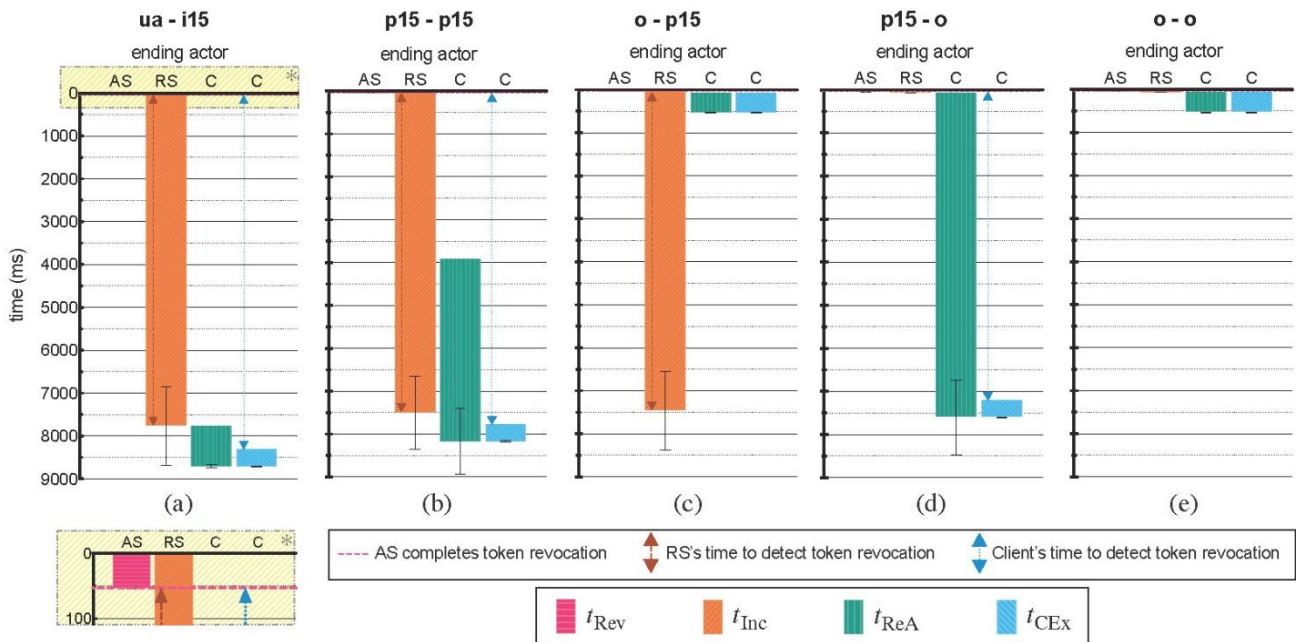 ua - i15
ending actor
AS RS C C *
0
1000
2000
3000
4000
5000
6000
7000
8000
9000
time (ms)
(a)
p15 - p15
ending actor
AS RS C C
(b)
o - p15
ending actor
AS RS C C
(c)
p15 - o
ending actor
AS RS C C
(d)
o - o
ending actor
AS RS C C
(e)
AS RS C C *
0
100
AS completes token revocation RS's time to detect token revocation Client's time to detect token revocation
tRev tInc tReA tCEx